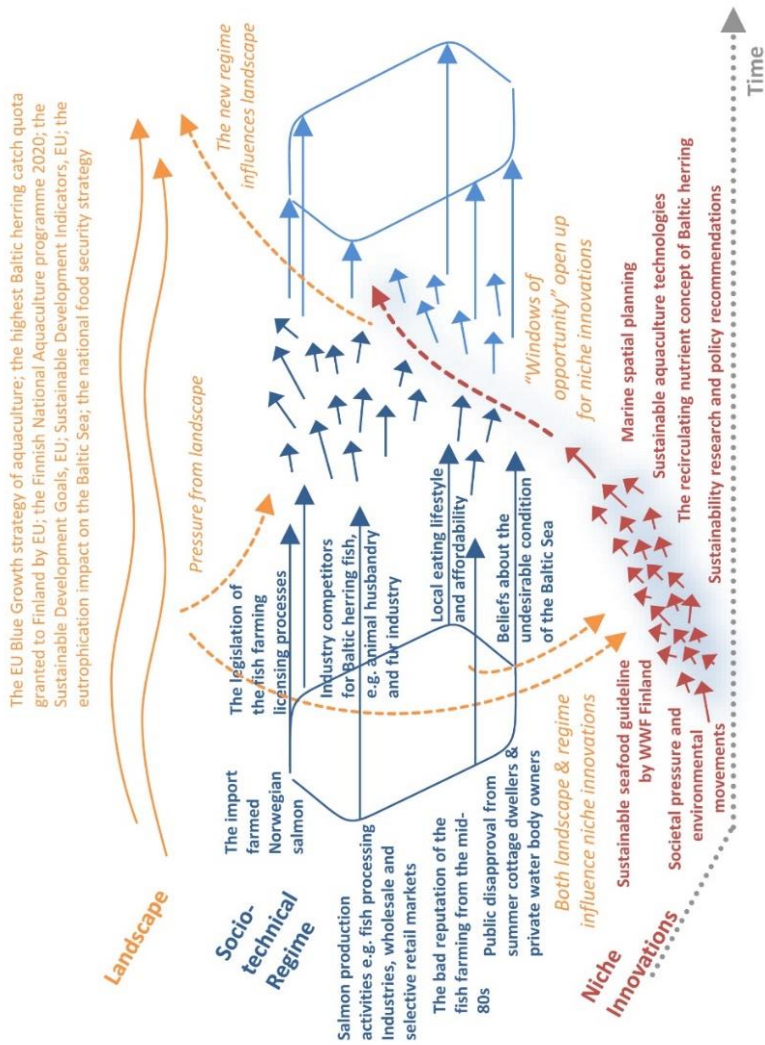 The EU Blue Growth strategy of aquaculture; the highest Baltic herring catch quota
granted to Finland by EU; the Finnish National Aquaculture programme 2020; the
Sustainable Development Goals, EU; Sustainable Development Indicators, EU; the
eutrophication impact on the Baltic Sea; the national food security strategy
Landscape
Pressure from landscape
The new regime
influences landscape
Socio-
technical
Regime
The import
farmed
Norwegian
salmon
The legislation of
the fish farming
licensing processes
Salmon production
activities e.g. fish processing
Industries, wholesale and
selective retail markets
Industry competitors
for Baltic herring fish,
e.g. animal husbandry
and fur industry
The bad reputation of the
fish farming from the mid-
80s
Local eating lifestyle
and affordability
Public disapproval from
summer cottage dwellers &
private water body owners
Beliefs about the
undesirable condition
of the Baltic Sea
"Windows of
opportunity" open up
for niche innovations
Both landscape & regime
influence niche innovations
Niche
Innovations
Sustainable seafood guideline
by WWF Finland
Societal pressure and
environmental
movements
Marine spatial planning
Sustainable aquaculture technologies
The recirculating nutrient concept of Baltic herring
Sustainability research and policy recommendations
Time